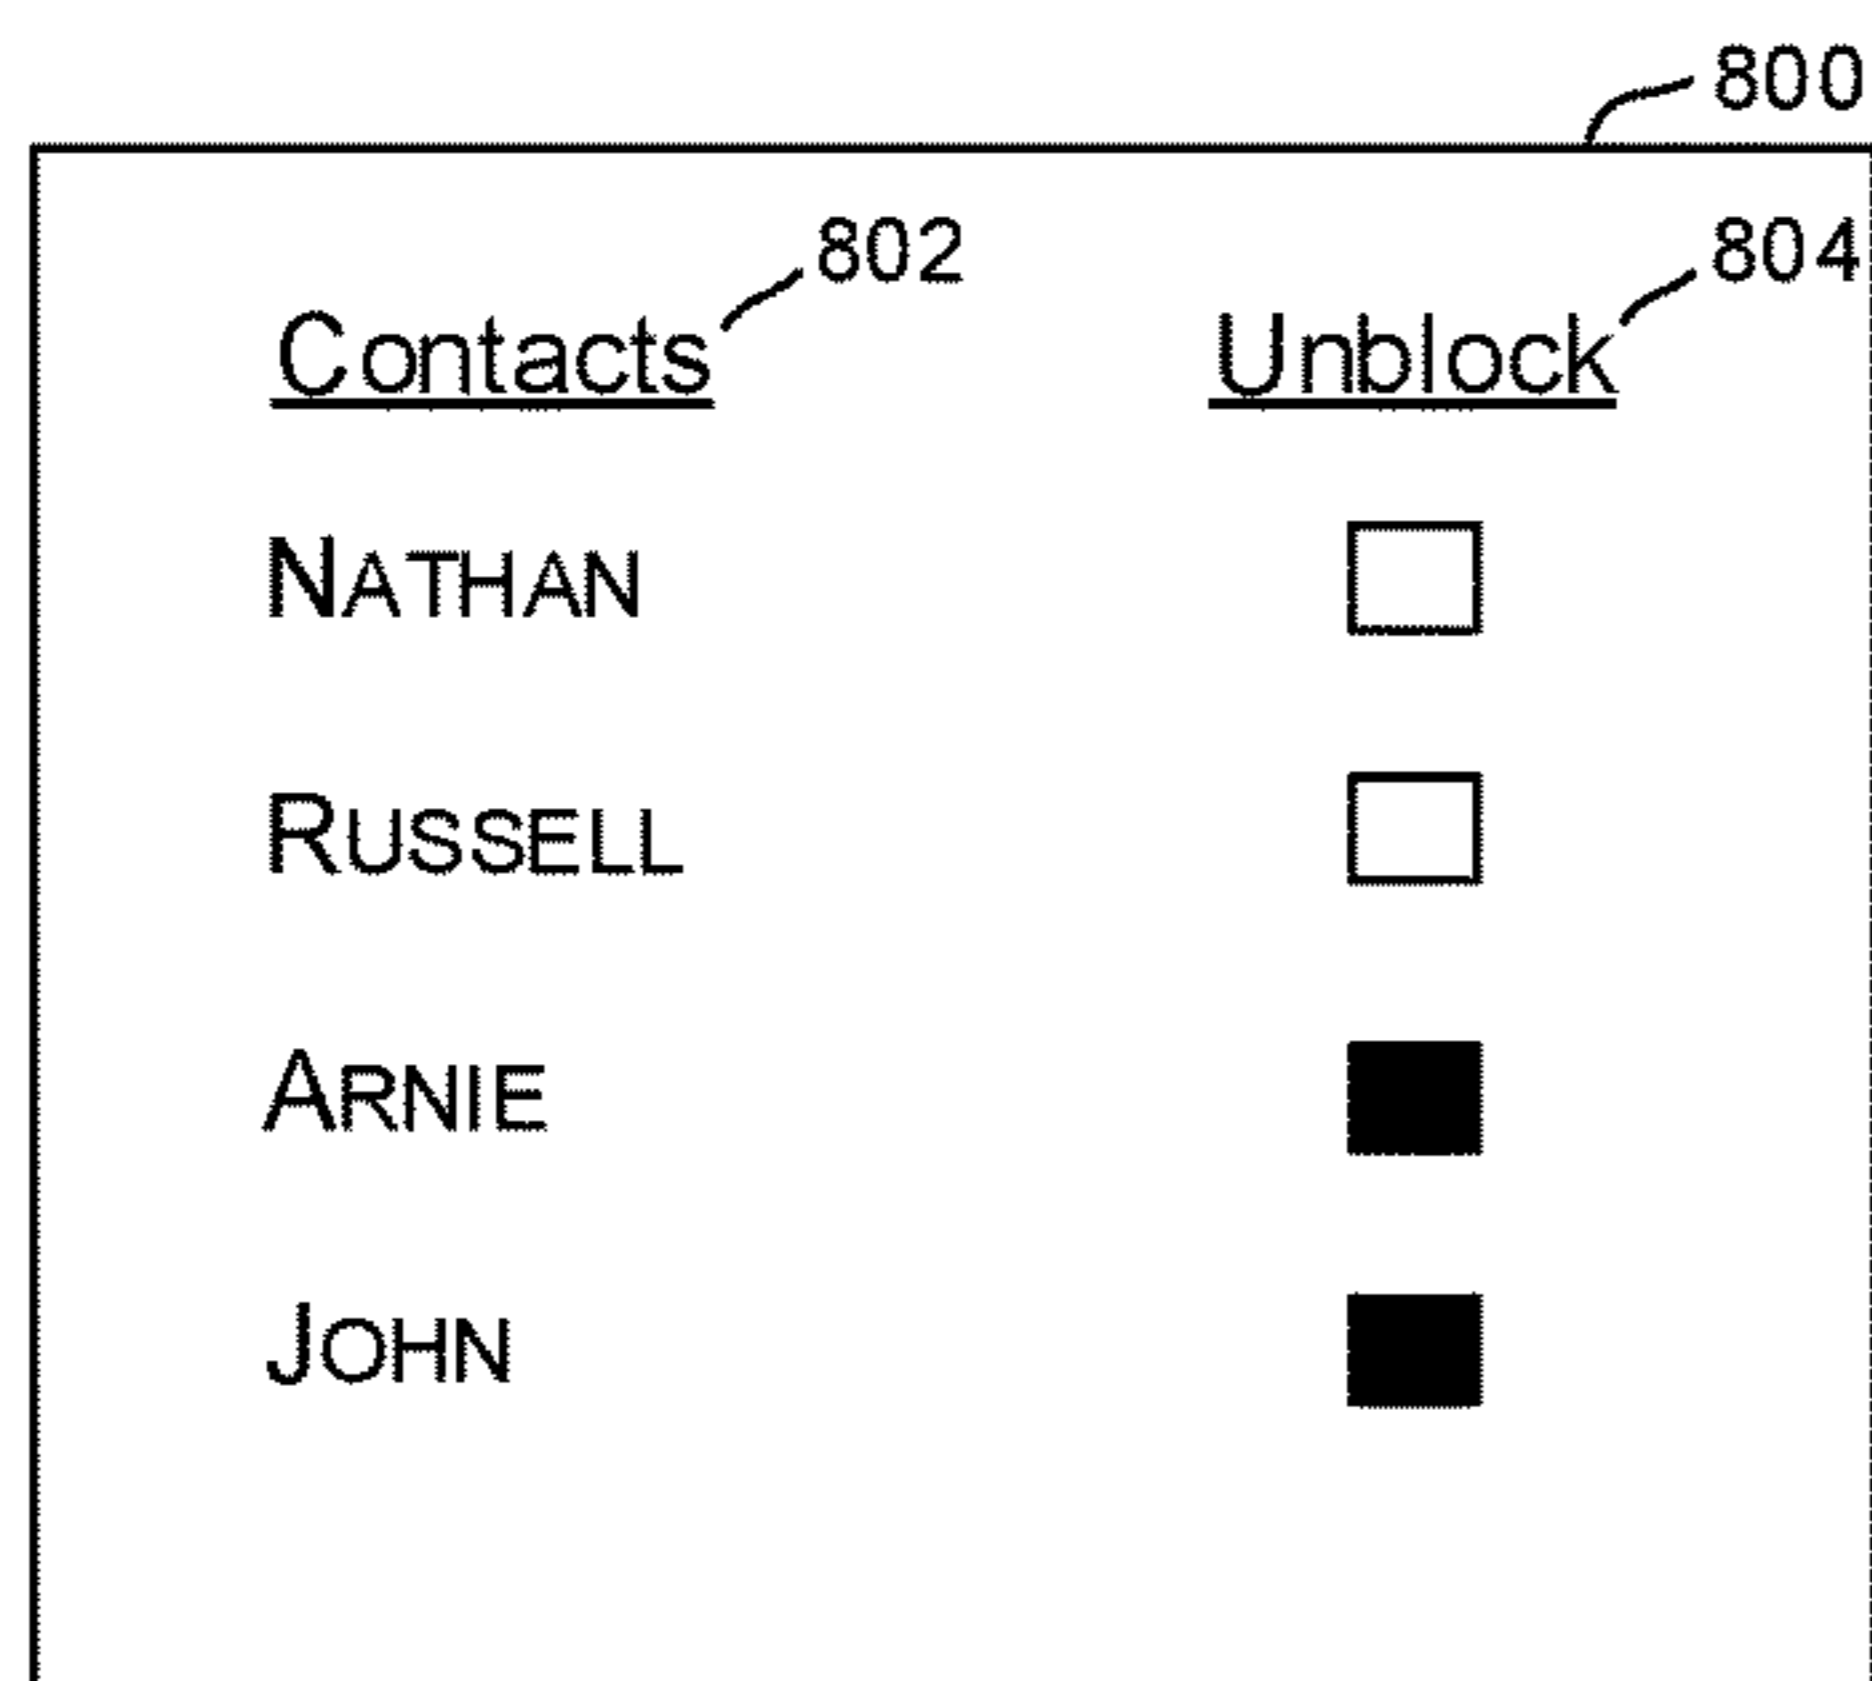 800
802 804
Contacts Unblock
NATHAN
RUSSELL
ARNIE
JOHN